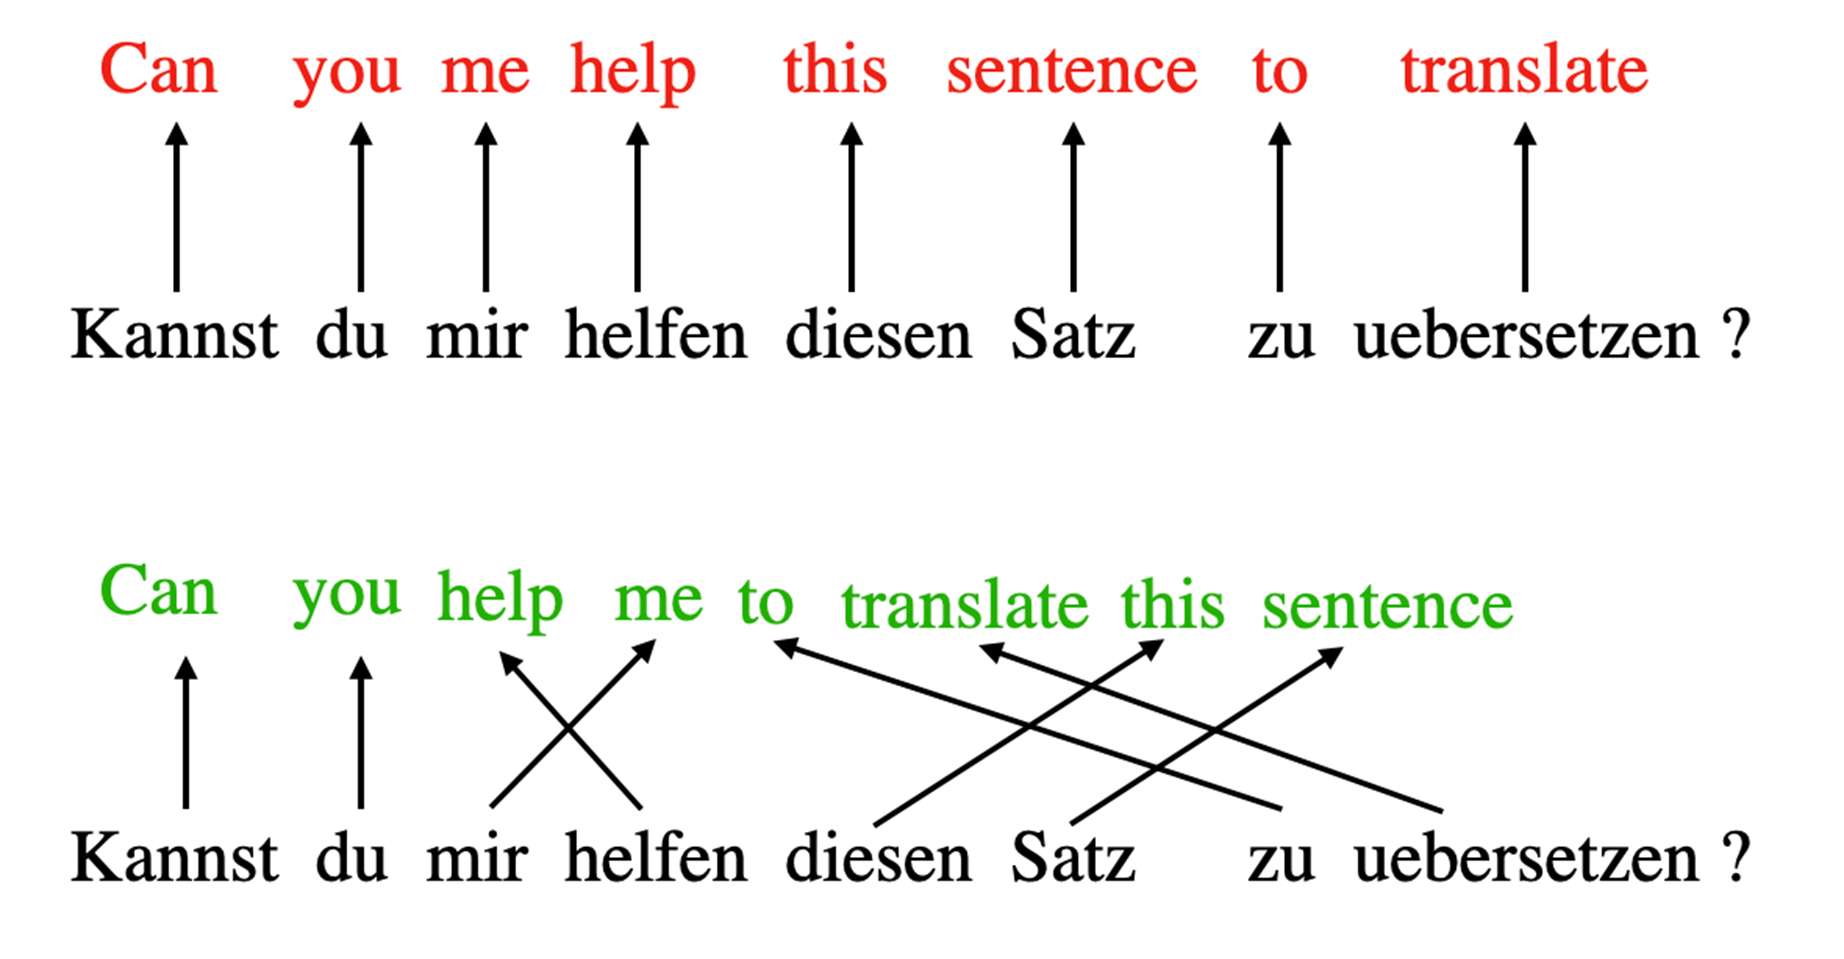 Can you me help this sentence to translate
Kannst du mir helfen diesen Satz zu uebersetzen ?
Can you help me to translate this sentence
Kannst du mir helfen diesen Satz zu uebersetzen ?